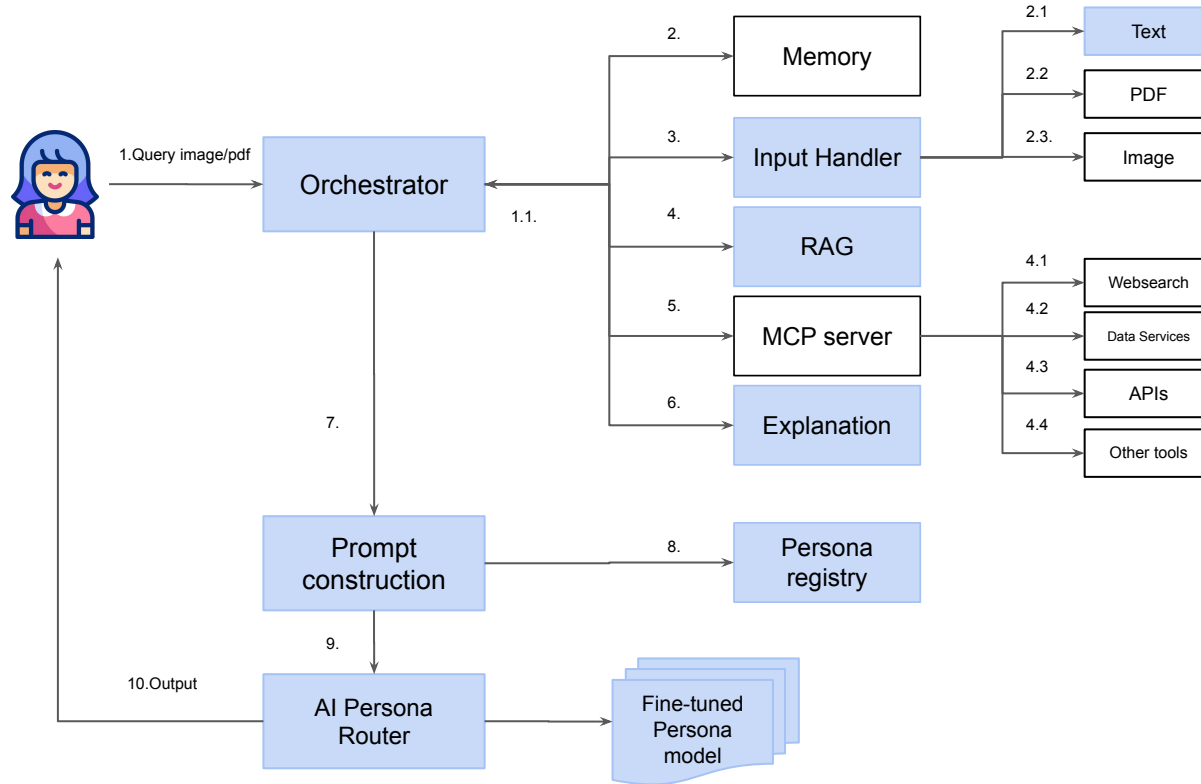 2.1
Text
2.
Memory
2.2
PDF
1.Query image/pdf
3.
Input Handler
2.3.
Image
Orchestrator
1.1.
4.
RAG
4.1
Websearch
5.
MCP server
4.2
Data Services
4.3
APIs
6.
Explanation
4.4
Other tools
7.
Prompt
construction
8.
Persona
registry
9.
10.Output
AI Persona
Router
Fine-tuned
Persona
model